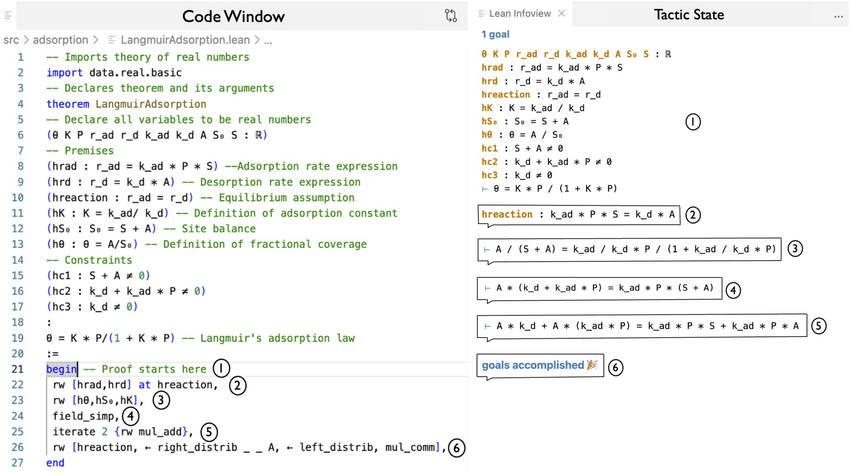 Code Window
src > adsorption > LangmuirAdsorption.lean > ...
1 -- Imports theory of real numbers
2 import data.real.basic
3 -- Declares theorem and its arguments
4 theorem LangmuirAdsorption
5 -- Declare all variables to be real numbers
6 (θ K P r_ad r_d k_ad k_d A S₀ S : ℝ)
7 -- Premises
8 (hrad : r_ad = k_ad * P * S) --Adsorption rate expression
9 (hrd : r_d = k_d * A) -- Desorption rate expression
10 (hreaction : r_ad = r_d) -- Equilibrium assumption
11 (hK : K = k_ad/ k_d) -- Definition of adsorption constant
12 (hS₀ : S₀ = S + A) -- Site balance
13 (hθ : θ = A/S₀) -- Definition of fractional coverage
14 -- Constraints
15 (hc1 : S + A ≠ 0)
16 (hc2 : k_d + k_ad * P ≠ 0)
17 (hc3 : k_d ≠ 0)
18 :
19 θ = K * P/(1 + K * P) -- Langmuir's adsorption law
20 :=
21 begin -- Proof starts here 1
22 rw [hrad,hrd] at hreaction, 2
23 rw [hθ,hS₀,hK], 3
24 field_simp, 4
25 iterate 2 {rw mul_add}, 5
26 rw [hreaction, ← right_distrib _ _ A, ← left_distrib, mul_comm], 6
27 end
Lean Infoview ×
Tactic State
...
1 goal
θ K P r_ad r_d k_ad k_d A S₀ S : ℝ
hrad : r_ad = k_ad * P * S
hrd : r_d = k_d * A
hreaction : r_ad = r_d
hK : K = k_ad / k_d
hS₀ : S₀ = S + A
1
hθ : θ = A / S₀
hc1 : S + A ≠ 0
hc2 : k_d + k_ad * P ≠ 0
hc3 : k_d ≠ 0
⊢ θ = K * P / (1 + K * P)
hreaction : k_ad * P * S = k_d * A 2
⊢ A / (S + A) = k_ad / k_d * P / (1 + k_ad / k_d * P) 3
⊢ A * (k_d + k_ad * P) = k_ad * P * (S + A) 4
⊢ A * k_d + A * (k_ad * P) = k_ad * P * S + k_ad * P * A 5
goals accomplished 🎉 6